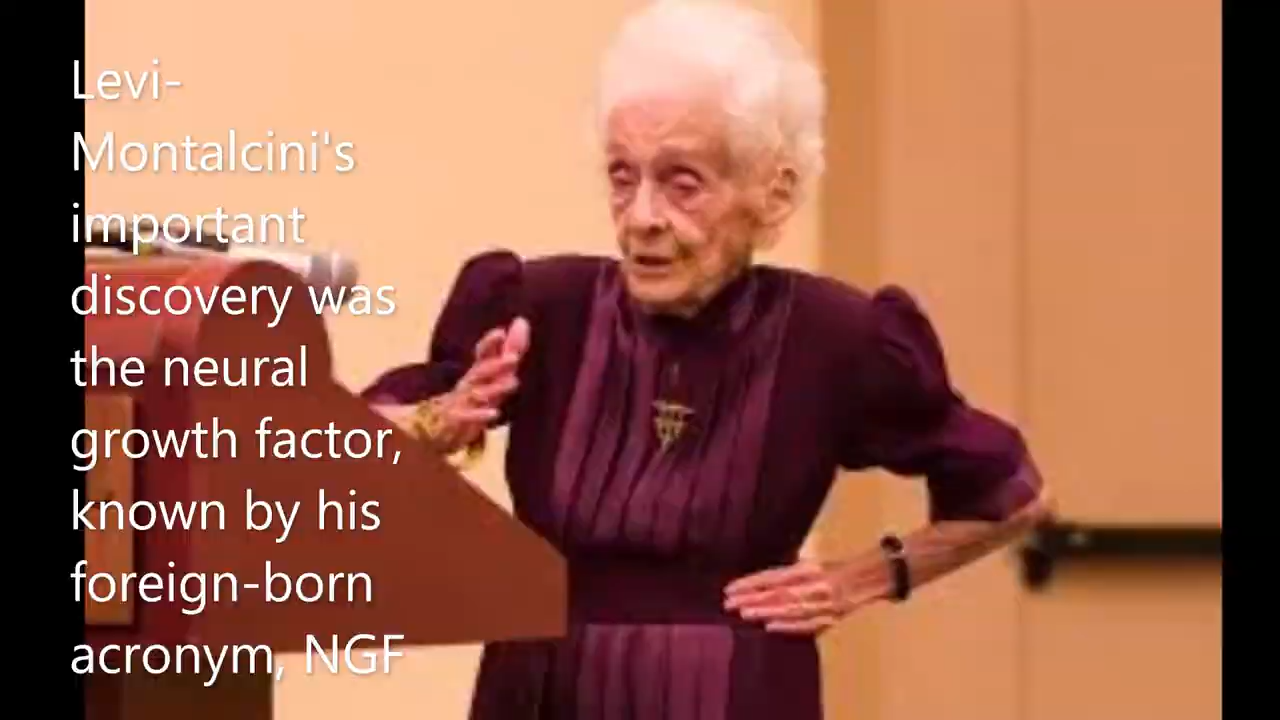 Levi-
Montalcini's
important
discovery was
the neural
growth factor,
known by his
foreign-born
acronym, NGF